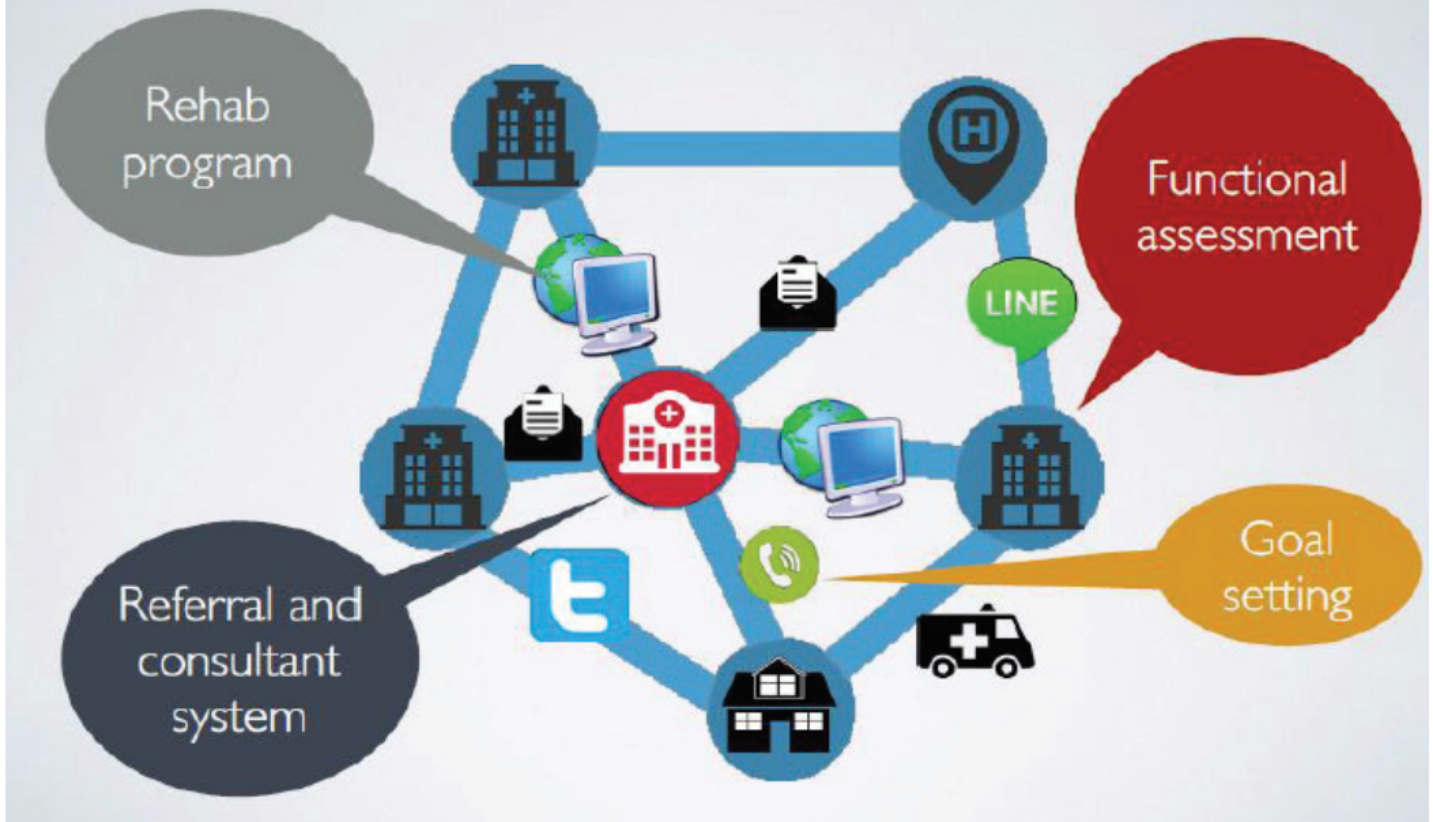 Rehab
program
H
Functional
assessment
LINE
Referral and
consultant
system
Goal
setting